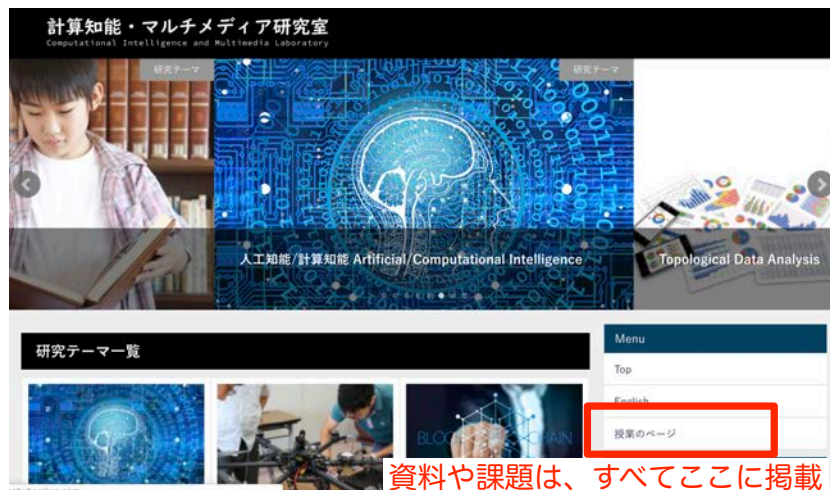 計算知能・マルチメディア研究室
Computational Intelligence and Multimedia Laboratory
研究テーマ
研究テーマ
人工知能/計算知能 Artificial/Computational Intelligence
Topological Data Analysis
研究テーマ一覧
Menu
Top
English
授業のページ
BLOCK CHAIN
資料や課題は、すべてここに掲載